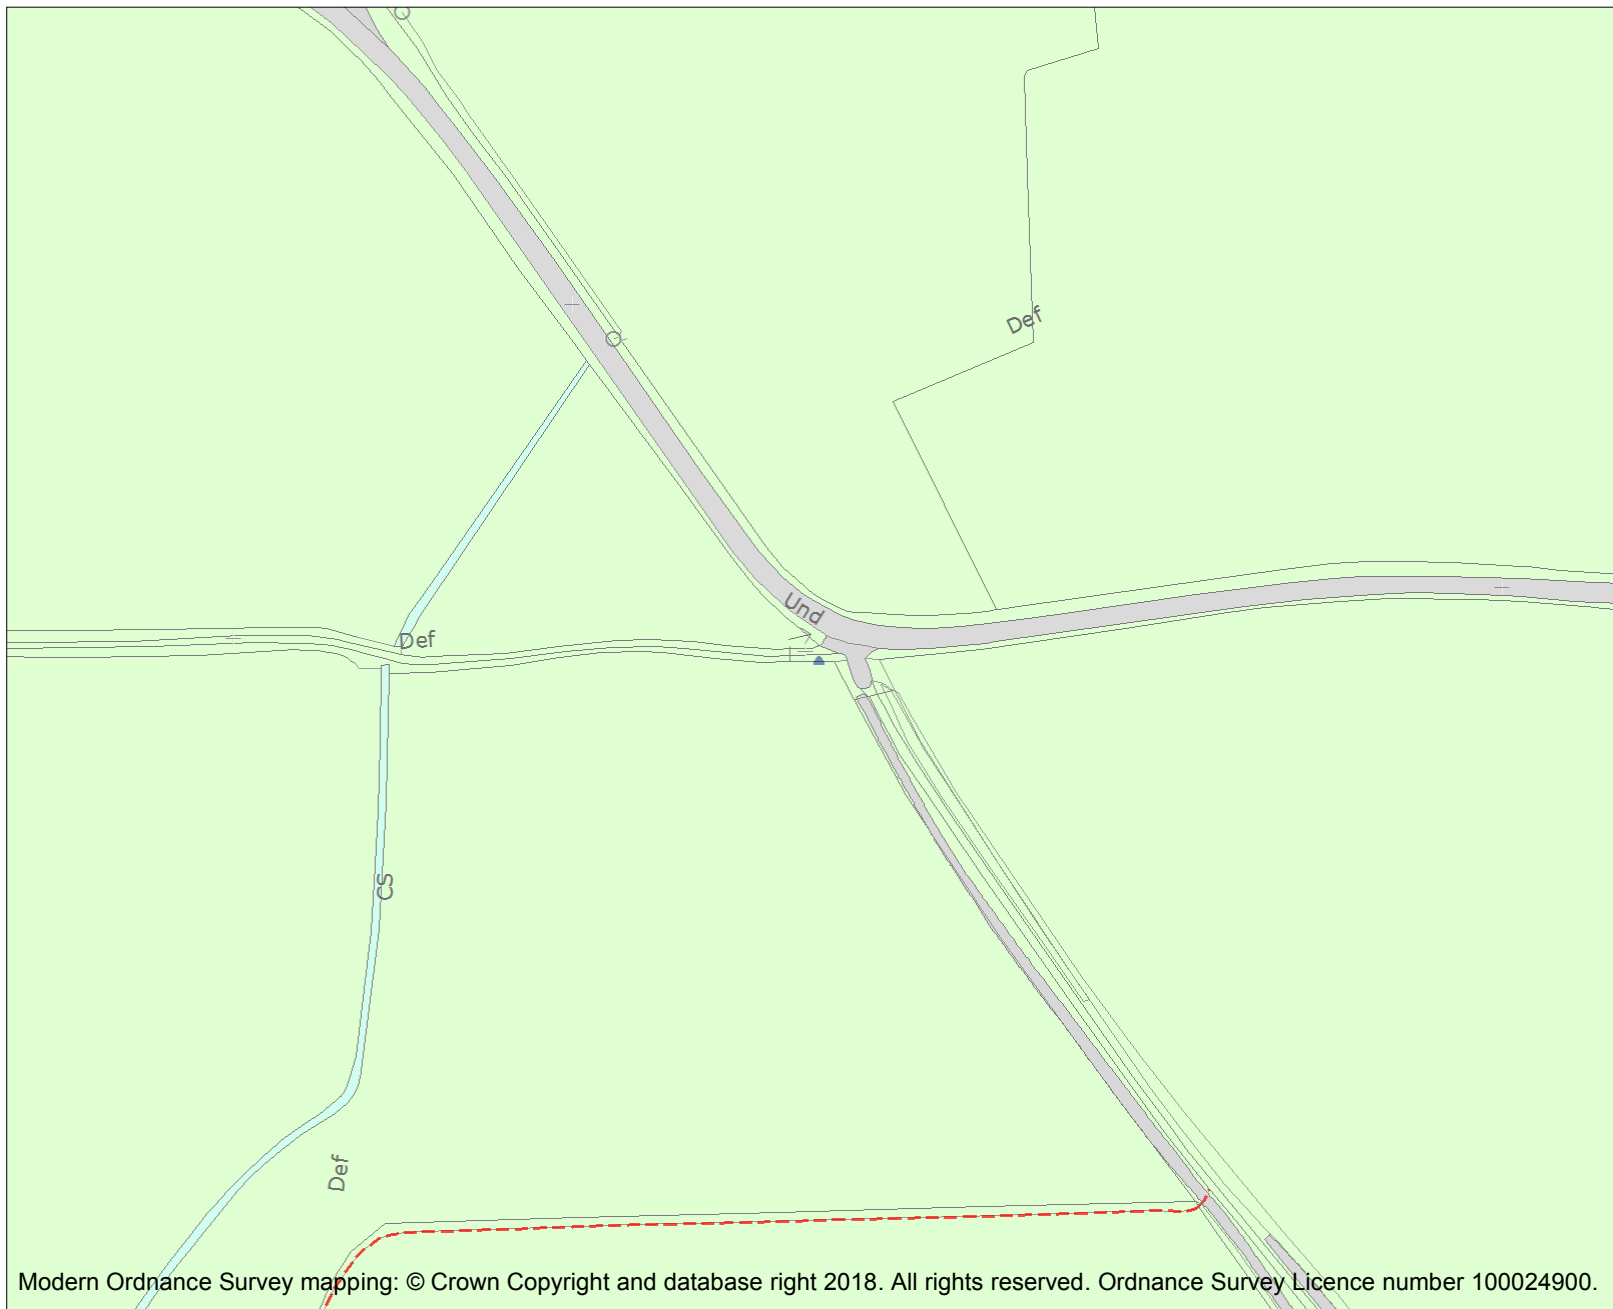 Def
Und
Def
CS
Def
Modern Ordnance Survey mapping: © Crown Copyright and database right 2018. All rights reserved. Ordnance Survey Licence number 100024900.